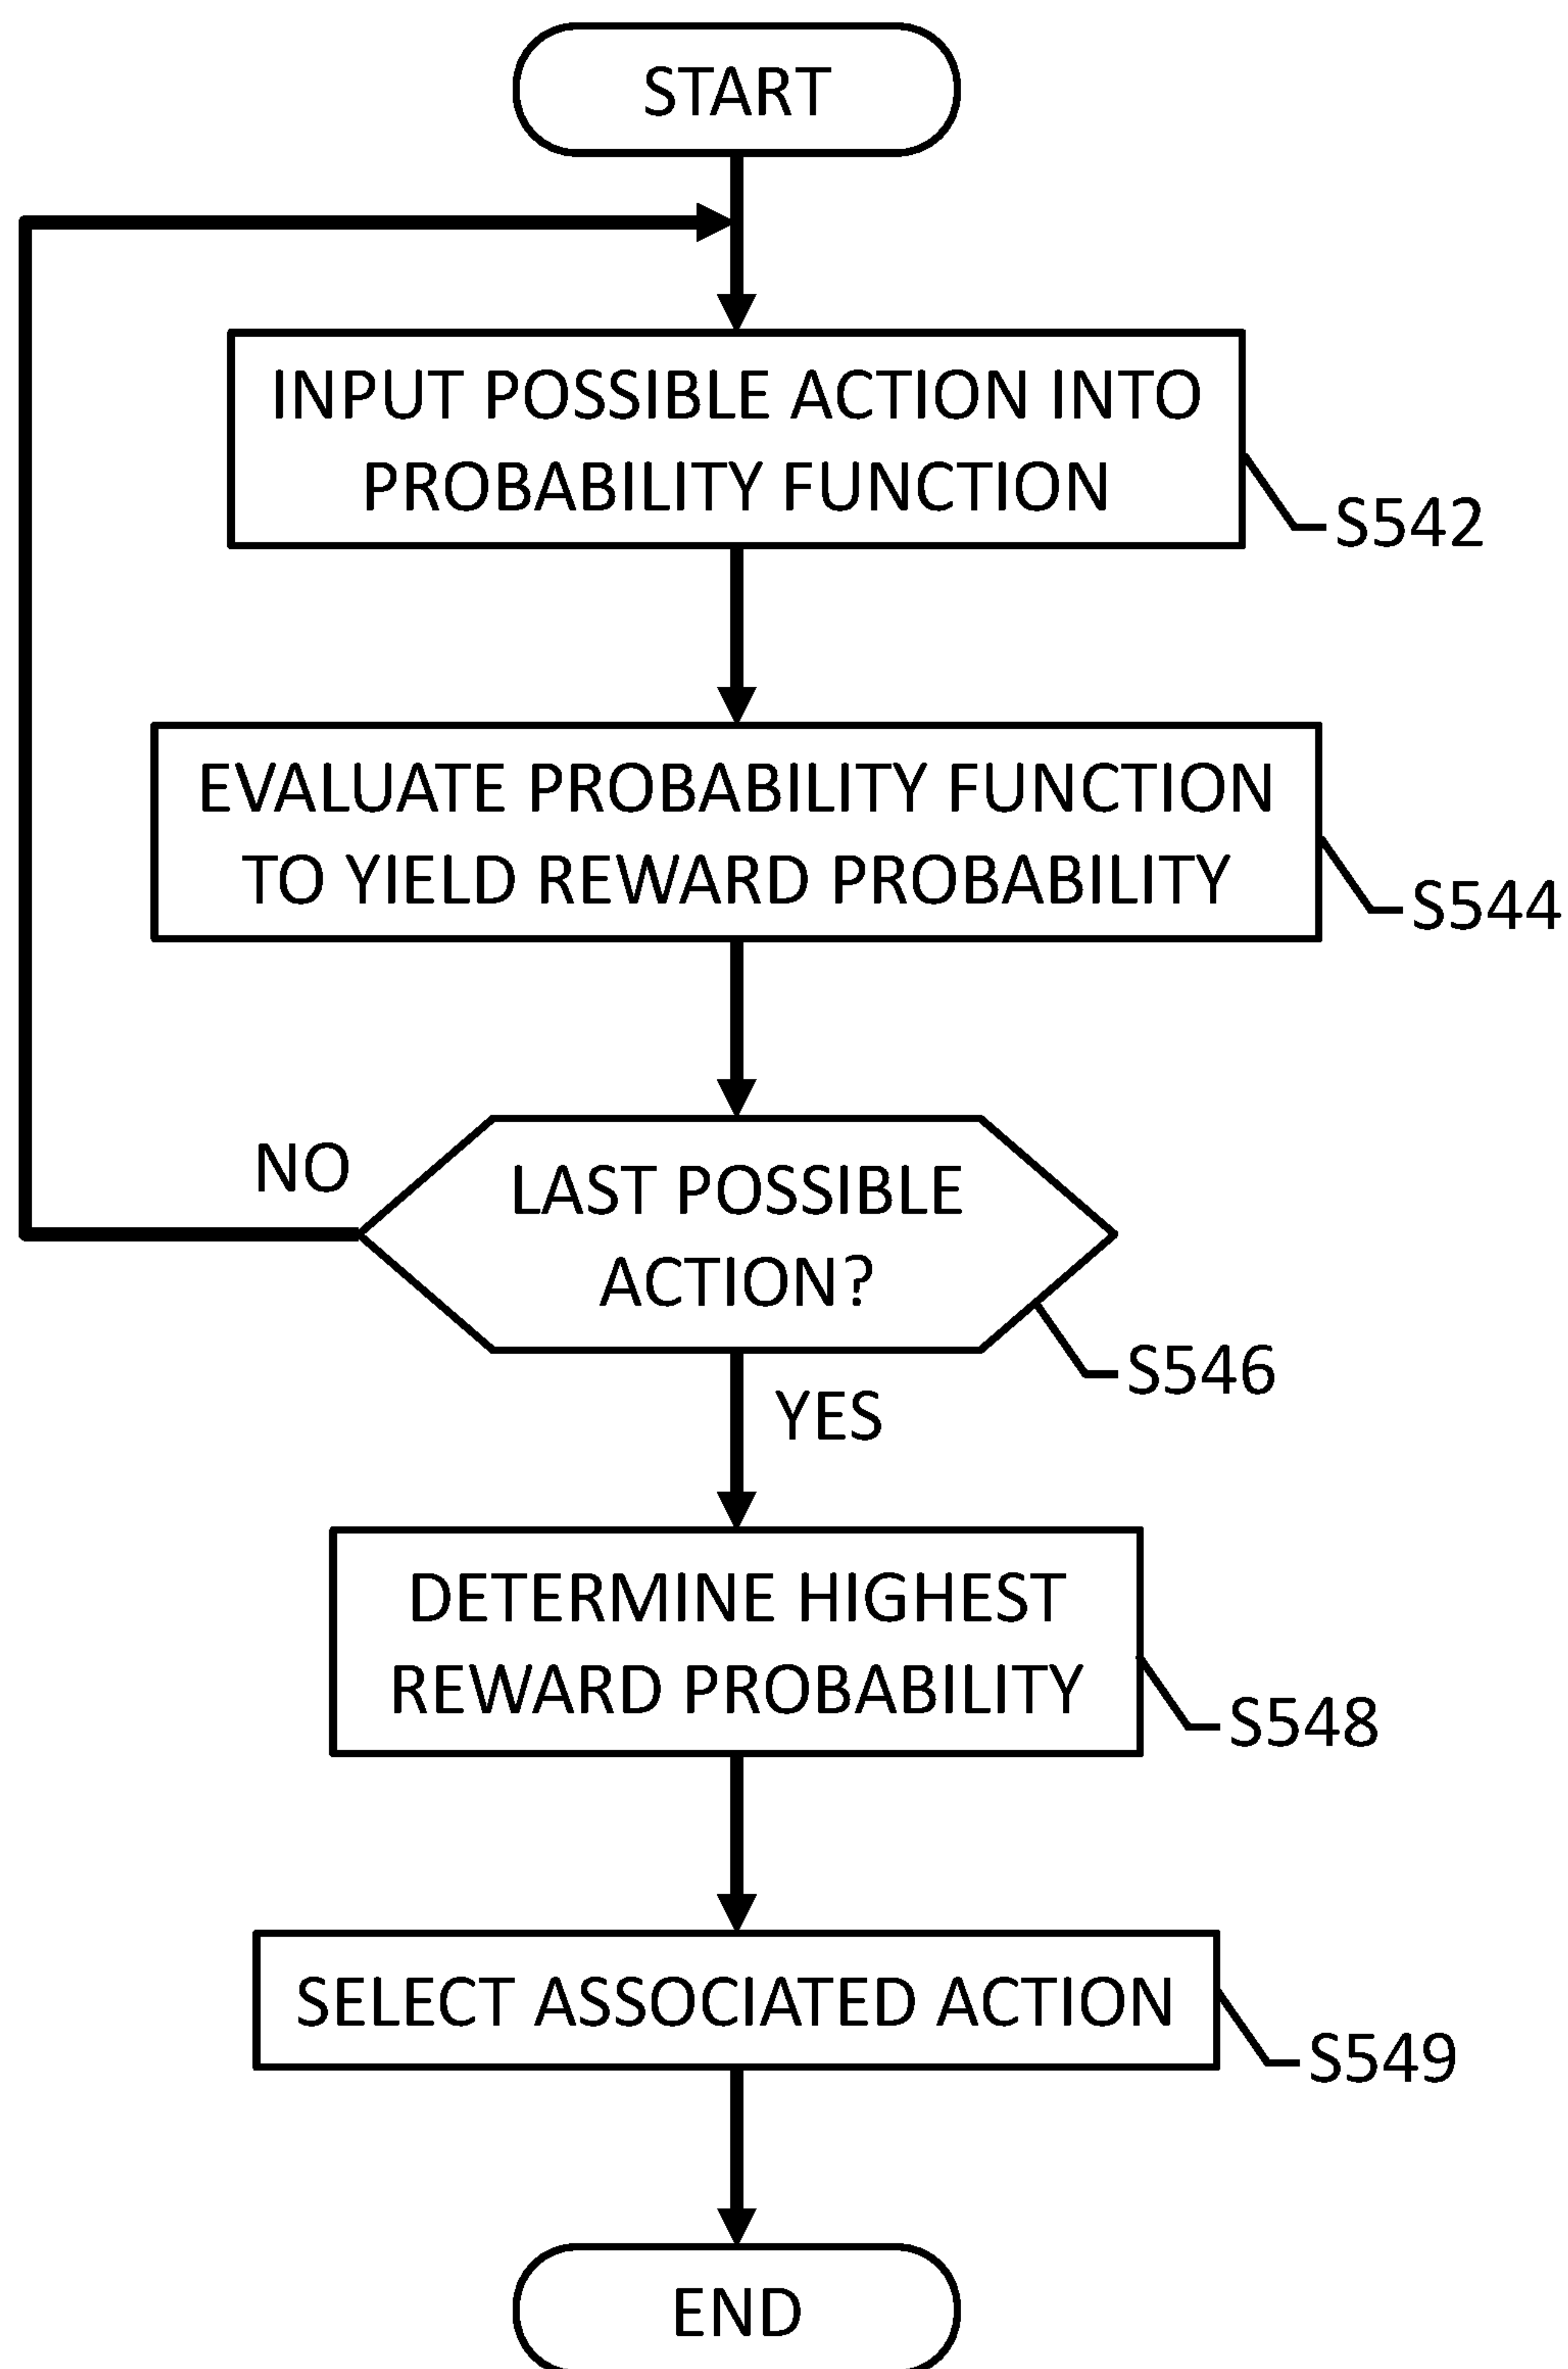 START
INPUT POSSIBLE ACTION INTO
PROBABILITY FUNCTION
S542
EVALUATE PROBABILITY FUNCTION
TO YIELD REWARD PROBABILITY
S544
NO
LAST POSSIBLE
ACTION?
S546
YES
DETERMINE HIGHEST
REWARD PROBABILITY
S548
SELECT ASSOCIATED ACTION
S549
END